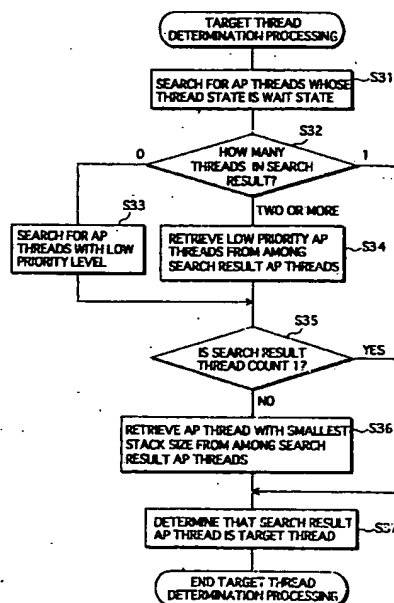 TARGET THREAD
DETERMINATION PROCESSING
S31
SEARCH FOR AP THREADS WHOSE
THREAD STATE IS WAIT STATE
S32
0
HOW MANY
THREADS IN SEARCH
RESULT?
1
S33
TWO OR MORE
SEARCH FOR AP
THREADS WITH LOW
PRIORITY LEVEL
RETRIEVE LOW PRIORITY AP
THREADS FROM AMONG
SEARCH RESULT AP THREADS
S34
S35
IS SEARCH RESULT
THREAD COUNT 1?
YES
NO
RETRIEVE AP THREAD WITH SMALLEST
STACK SIZE FROM AMONG SEARCH
RESULT AP THREADS
S36
DETERMINE THAT SEARCH RESULT
AP THREAD IS TARGET THREAD
S37
END TARGET THREAD
DETERMINATION PROCESSING